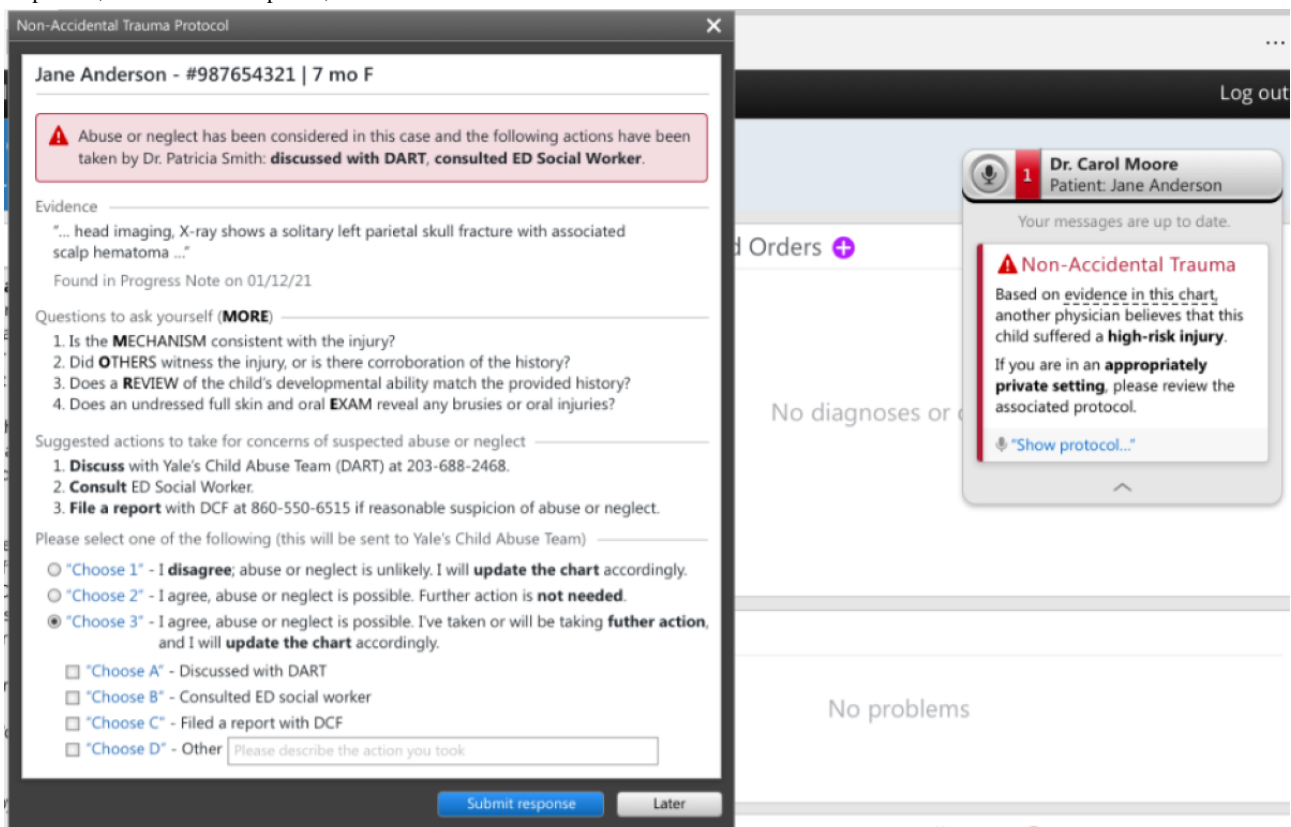 Non-Accidental Trauma Protocol
Jane Anderson - #987654321 | 7 mo F
Abuse or neglect has been considered in this case and the following actions have been
taken by Dr. Patricia Smith: discussed with DART, consulted ED Social Worker.
Evidence
"... head imaging, X-ray shows a solitary left parietal skull fracture with associated
scalp hematoma ..."
Found in Progress Note on 01/12/21
Questions to ask yourself (MORE)
1. Is the MECHANISM consistent with the injury?
2. Did OTHERS witness the injury, or is there corroboration of the history?
3. Does a REVIEW of the child's developmental ability match the provided history?
4. Does an undressed full skin and oral EXAM reveal any brusies or oral injuries?
Suggested actions to take for concerns of suspected abuse or neglect
1. Discuss with Yale's Child Abuse Team (DART) at 203-688-2468.
2. Consult ED Social Worker.
3. File a report with DCF at 860-550-6515 if reasonable suspicion of abuse or neglect.
Please select one of the following (this will be sent to Yale's Child Abuse Team)
"Choose 1" - I disagree; abuse or neglect is unlikely. I will update the chart accordingly.
"Choose 2" - I agree, abuse or neglect is possible. Further action is not needed.
"Choose 3" - I agree, abuse or neglect is possible. I've taken or will be taking futher action,
and I will update the chart accordingly.
"Choose A" - Discussed with DART
"Choose B" - Consulted ED social worker
"Choose C" - Filed a report with DCF
"Choose D" - Other Please describe the action you took
Submit response Later
...
Log out
1 Dr. Carol Moore
Patient: Jane Anderson
Your messages are up to date.
Non-Accidental Trauma
Based on evidence in this chart,
another physician believes that this
child suffered a high-risk injury.
If you are in an appropriately
private setting, please review the
associated protocol.
"Show protocol..."
d Orders
No diagnoses or
No problems